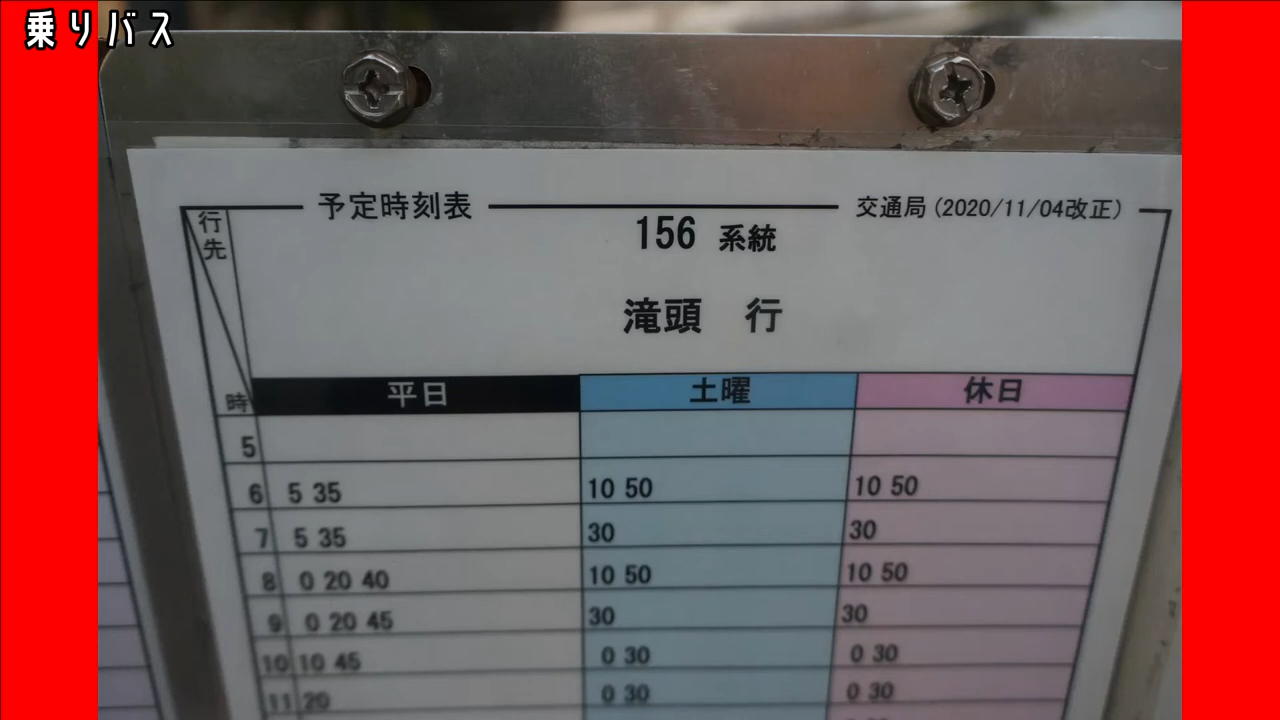 乗りバス
予定時刻表
交通局 (2020/11/04改正)
行先
156 系統
滝頭 行
時 平日 土曜 休日
5
6 5 35 10 50 10 50
7 5 35 30 30
8 0 20 40 10 50 10 50
9 0 20 45 30 30
10 10 45 0 30 0 30
11 20 0 30 0 30